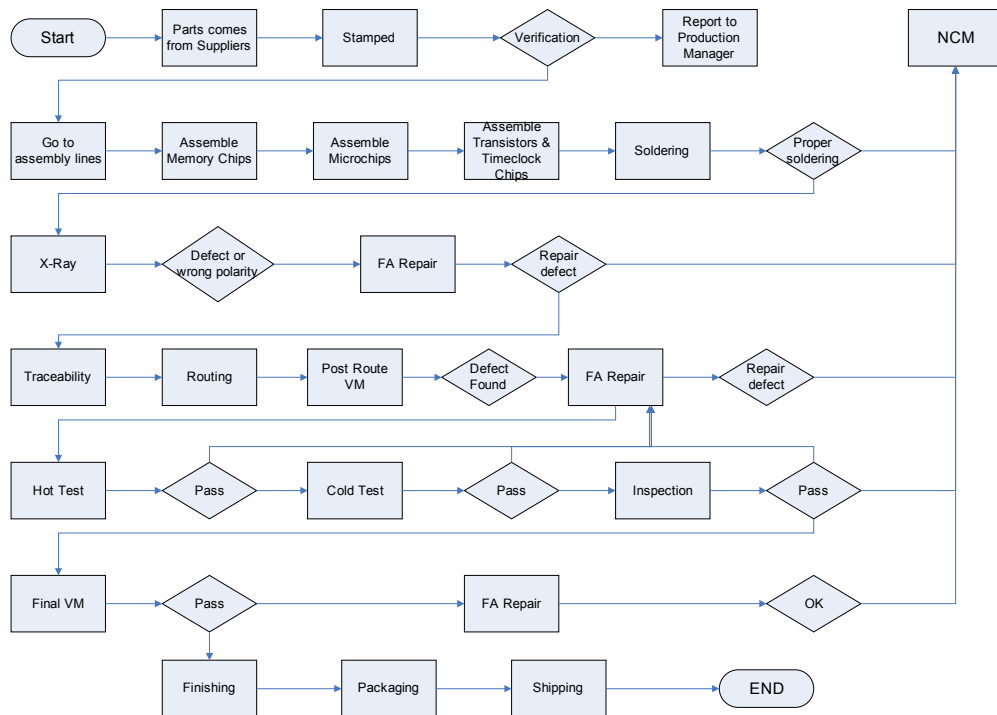 Start
Parts comes
from Suppliers
Stamped
Verification
Report to
Production
Manager
NCM
Go to
assembly lines
Assemble
Memory Chips
Assemble
Microchips
Assemble
Transistors &
Timeclock
Chips
Soldering
Proper
soldering
X-Ray
Defect or
wrong polarity
FA Repair
Repair
defect
Traceability
Routing
Post Route
VM
Defect
Found
FA Repair
Repair
defect
Hot Test
Pass
Cold Test
Pass
Inspection
Pass
Final VM
Pass
FA Repair
OK
Finishing
Packaging
Shipping
END